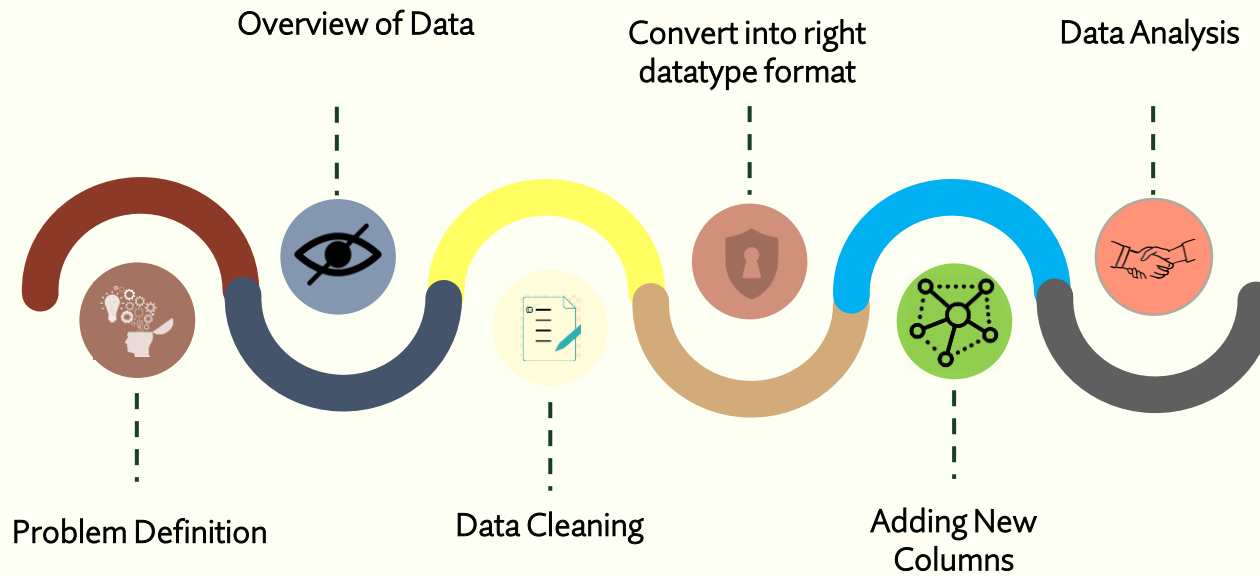 Overview of Data
Convert into right
datatype format
Data Analysis
Problem Definition
Data Cleaning
Adding New
Columns